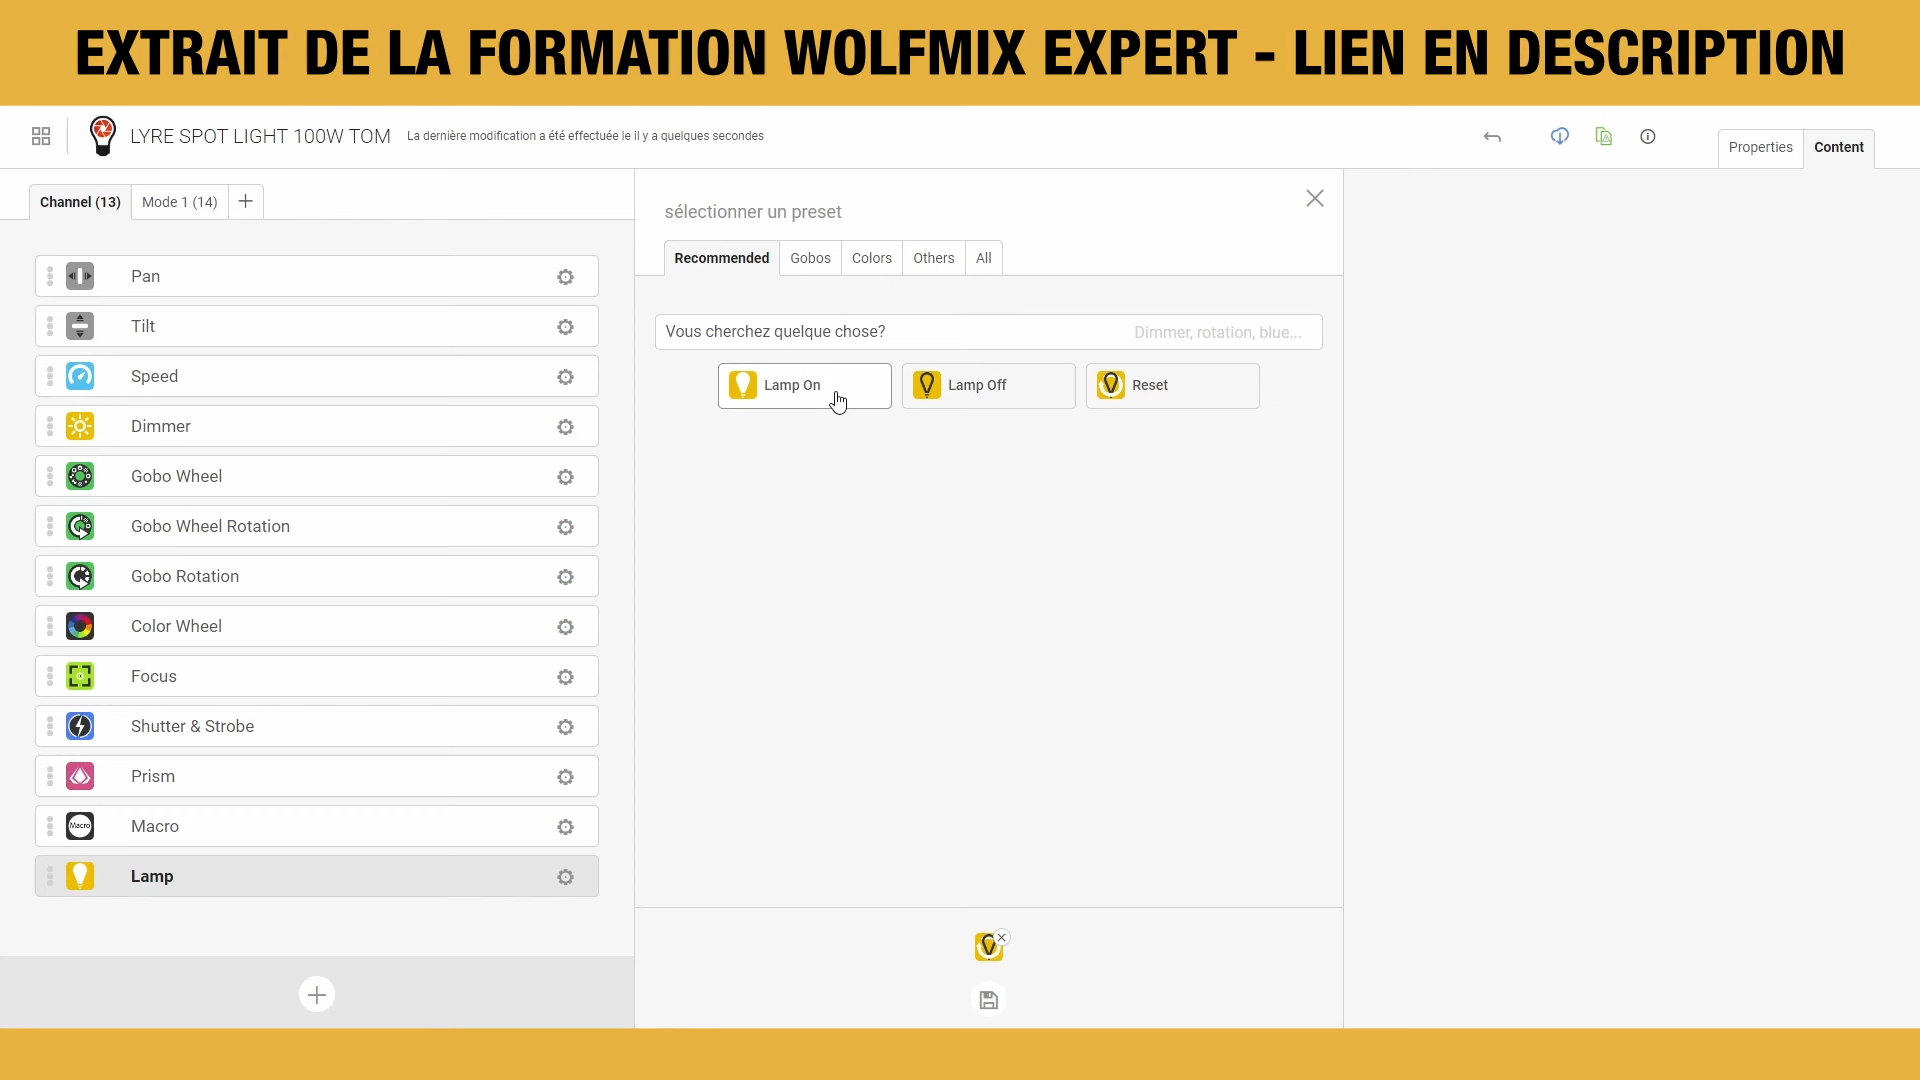 EXTRAIT DE LA FORMATION WOLFMIX EXPERT - LIEN EN DESCRIPTION
LYRE SPOT LIGHT 100W TOM
La dernière modification a été effectuée le il y a quelques secondes
Properties
Content
Channel (13)
Mode 1 (14)
Pan
Tilt
Speed
Dimmer
Gobo Wheel
Gobo Wheel Rotation
Gobo Rotation
Color Wheel
Focus
Shutter & Strobe
Prism
Macro
Macro
Lamp
sélectionner un preset
Recommended
Gobos
Colors
Others
All
Vous cherchez quelque chose?
Dimmer, rotation, blue...
Lamp On
Lamp Off
Reset